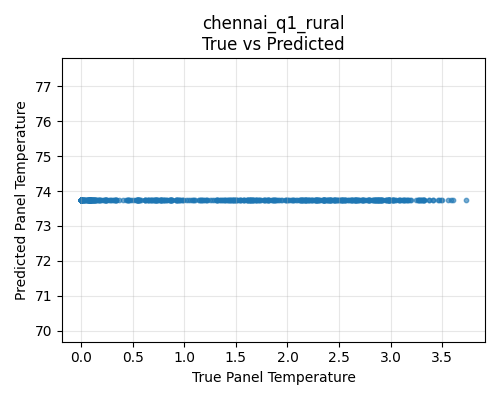 chennai_q1_rural
True vs Predicted
Predicted Panel Temperature
77
76
75
74
73
72
71
70
0.0 0.5 1.0 1.5 2.0 2.5 3.0 3.5
True Panel Temperature